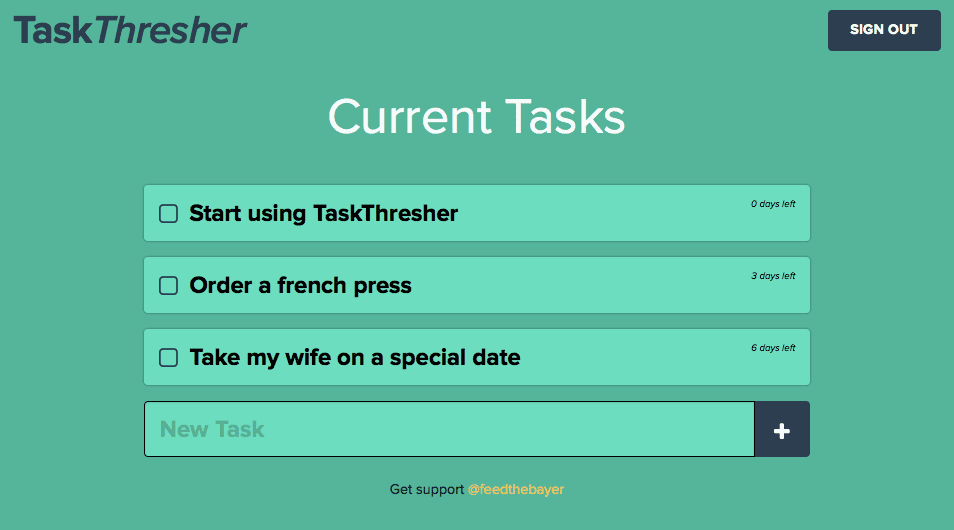 TaskThresher
SIGN OUT
Current Tasks
Start using TaskThresher
0 days left
Order a french press
3 days left
Take my wife on a special date
6 days left
New Task
+
Get support @feedthebayer